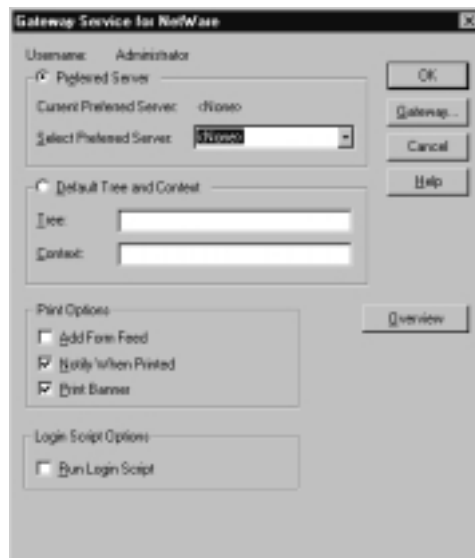 Gateway Service for NetWare
Username: Administrator
Preferred Server
Current Preferred Server: <None>
Select Preferred Server: <None>
Default Tree and Context
Tree:
Context:
Print Options
Add Form Feed
Notify When Printed
Print Banner
Login Script Options
Run Login Script
OK
Gateway...
Cancel
Help
Overview